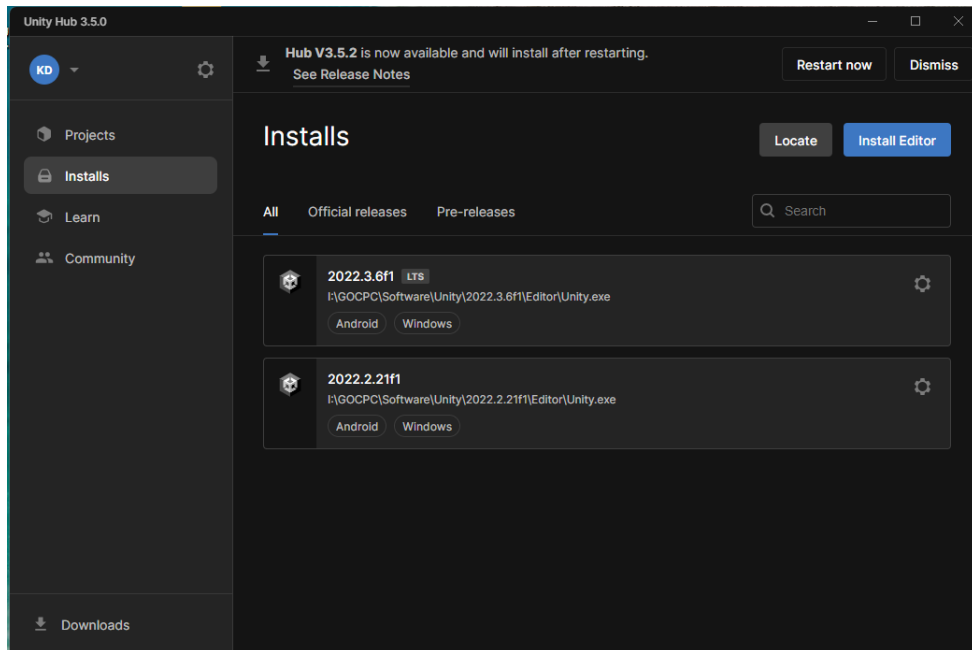 Unity Hub 3.5.0
KD
Hub V3.5.2 is now available and will install after restarting.
See Release Notes
Restart now
Dismiss
Projects
Installs
Learn
Community
Downloads
Installs
Locate
Install Editor
All
Official releases
Pre-releases
Search
2022.3.6f1 LTS
I:\GOCPC\Software\Unity\2022.3.6f1\Editor\Unity.exe
Android
Windows
2022.2.21f1
I:\GOCPC\Software\Unity\2022.2.21f1\Editor\Unity.exe
Android
Windows